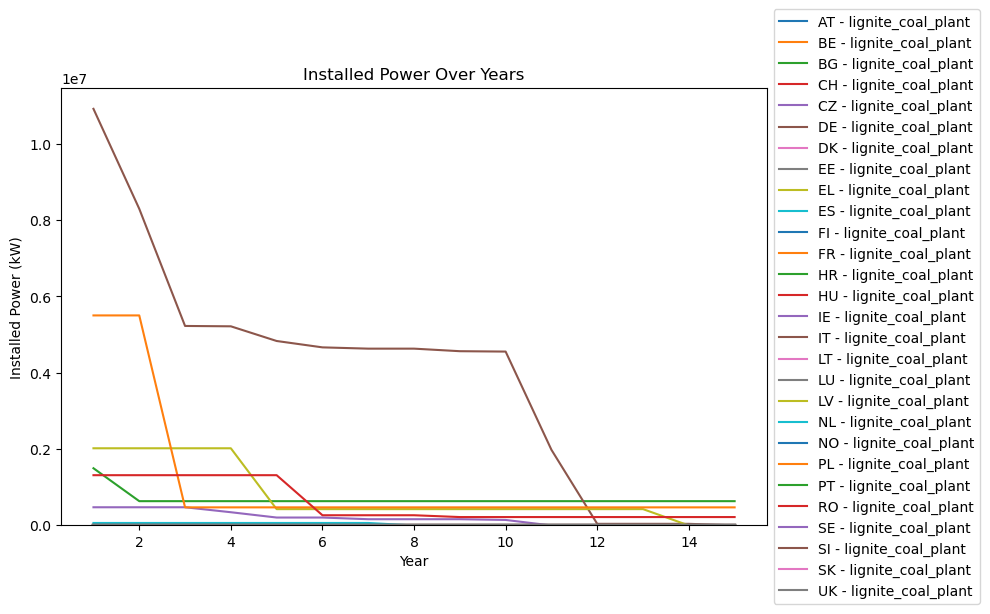 Installed Power Over Years
1e7
1.0
0.8
0.6
0.4
0.2
0.0
Installed Power (kW)
2
4
6
8
10
12
14
Year
AT - lignite_coal_plant
BE - lignite_coal_plant
BG - lignite_coal_plant
CH - lignite_coal_plant
CZ - lignite_coal_plant
DE - lignite_coal_plant
DK - lignite_coal_plant
EE - lignite_coal_plant
EL - lignite_coal_plant
ES - lignite_coal_plant
FI - lignite_coal_plant
FR - lignite_coal_plant
HR - lignite_coal_plant
HU - lignite_coal_plant
IE - lignite_coal_plant
IT - lignite_coal_plant
LT - lignite_coal_plant
LU - lignite_coal_plant
LV - lignite_coal_plant
NL - lignite_coal_plant
NO - lignite_coal_plant
PL - lignite_coal_plant
PT - lignite_coal_plant
RO - lignite_coal_plant
SE - lignite_coal_plant
SI - lignite_coal_plant
SK - lignite_coal_plant
UK - lignite_coal_plant